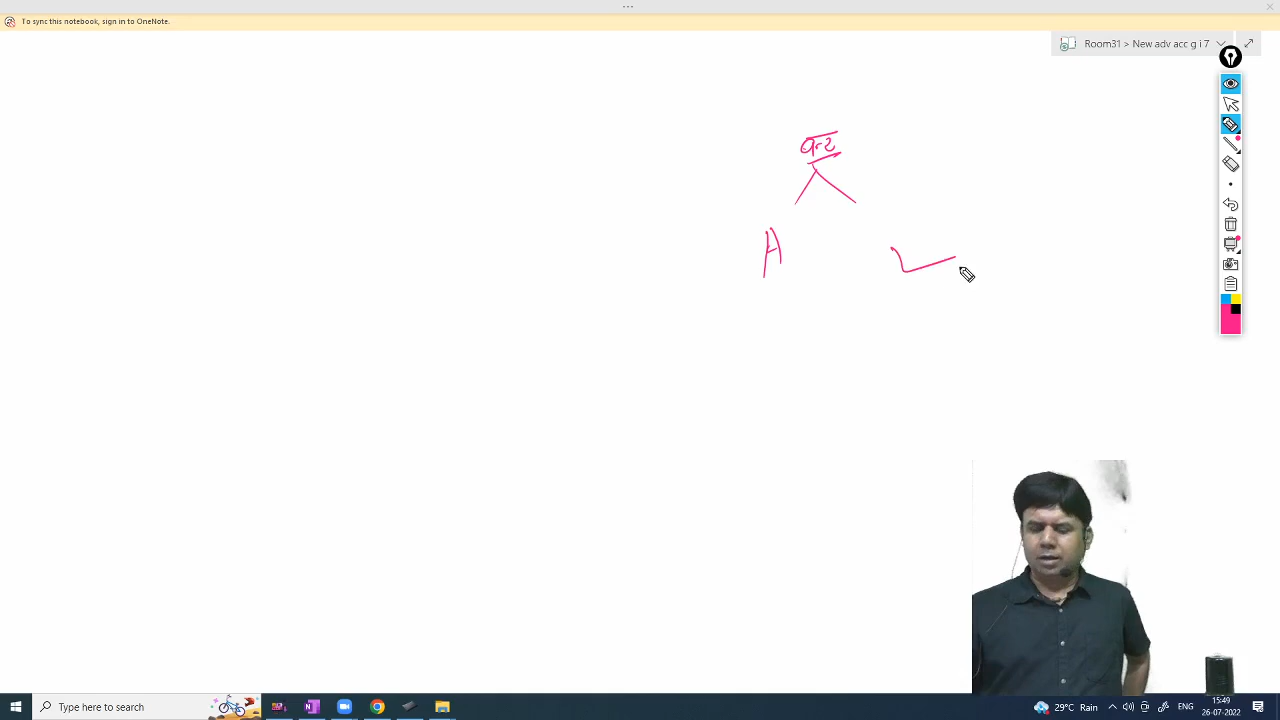 To sync this notebook, sign in to OneNote.
Room31 > New adv acc g i 7
A
Type here to search
29°C Rain
15:49
26-07-2022